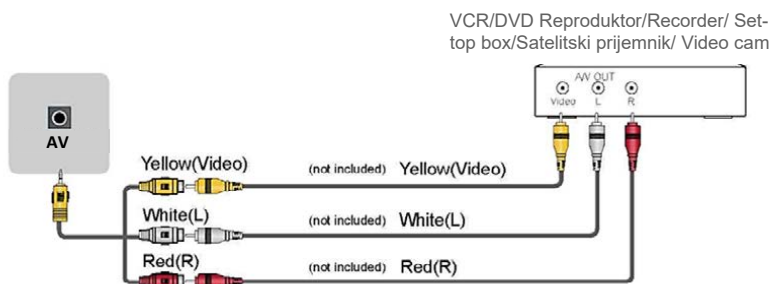 VCR/DVD Reproduktor/Recorder/ Set-
top box/Satelitski prijemnik/ Video cam
A/V OUT
Video L R
AV
Yellow(Video) (not included) Yellow(Video)
White(L) (not included) White(L)
Red(R) (not included) Red(R)